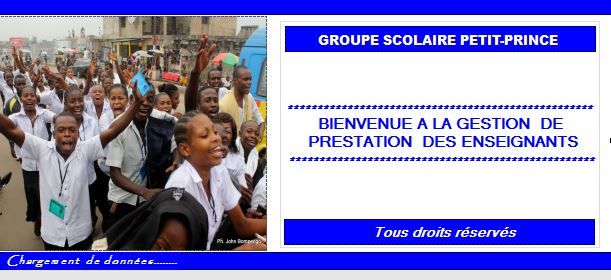 GROUPE SCOLAIRE PETIT-PRINCE
*******************************************************
BIENVENUE A LA GESTION DE
PRESTATION DES ENSEIGNANTS
*******************************************************
Ph. John Bompengo
Tous droits réservés
Chargement de données........